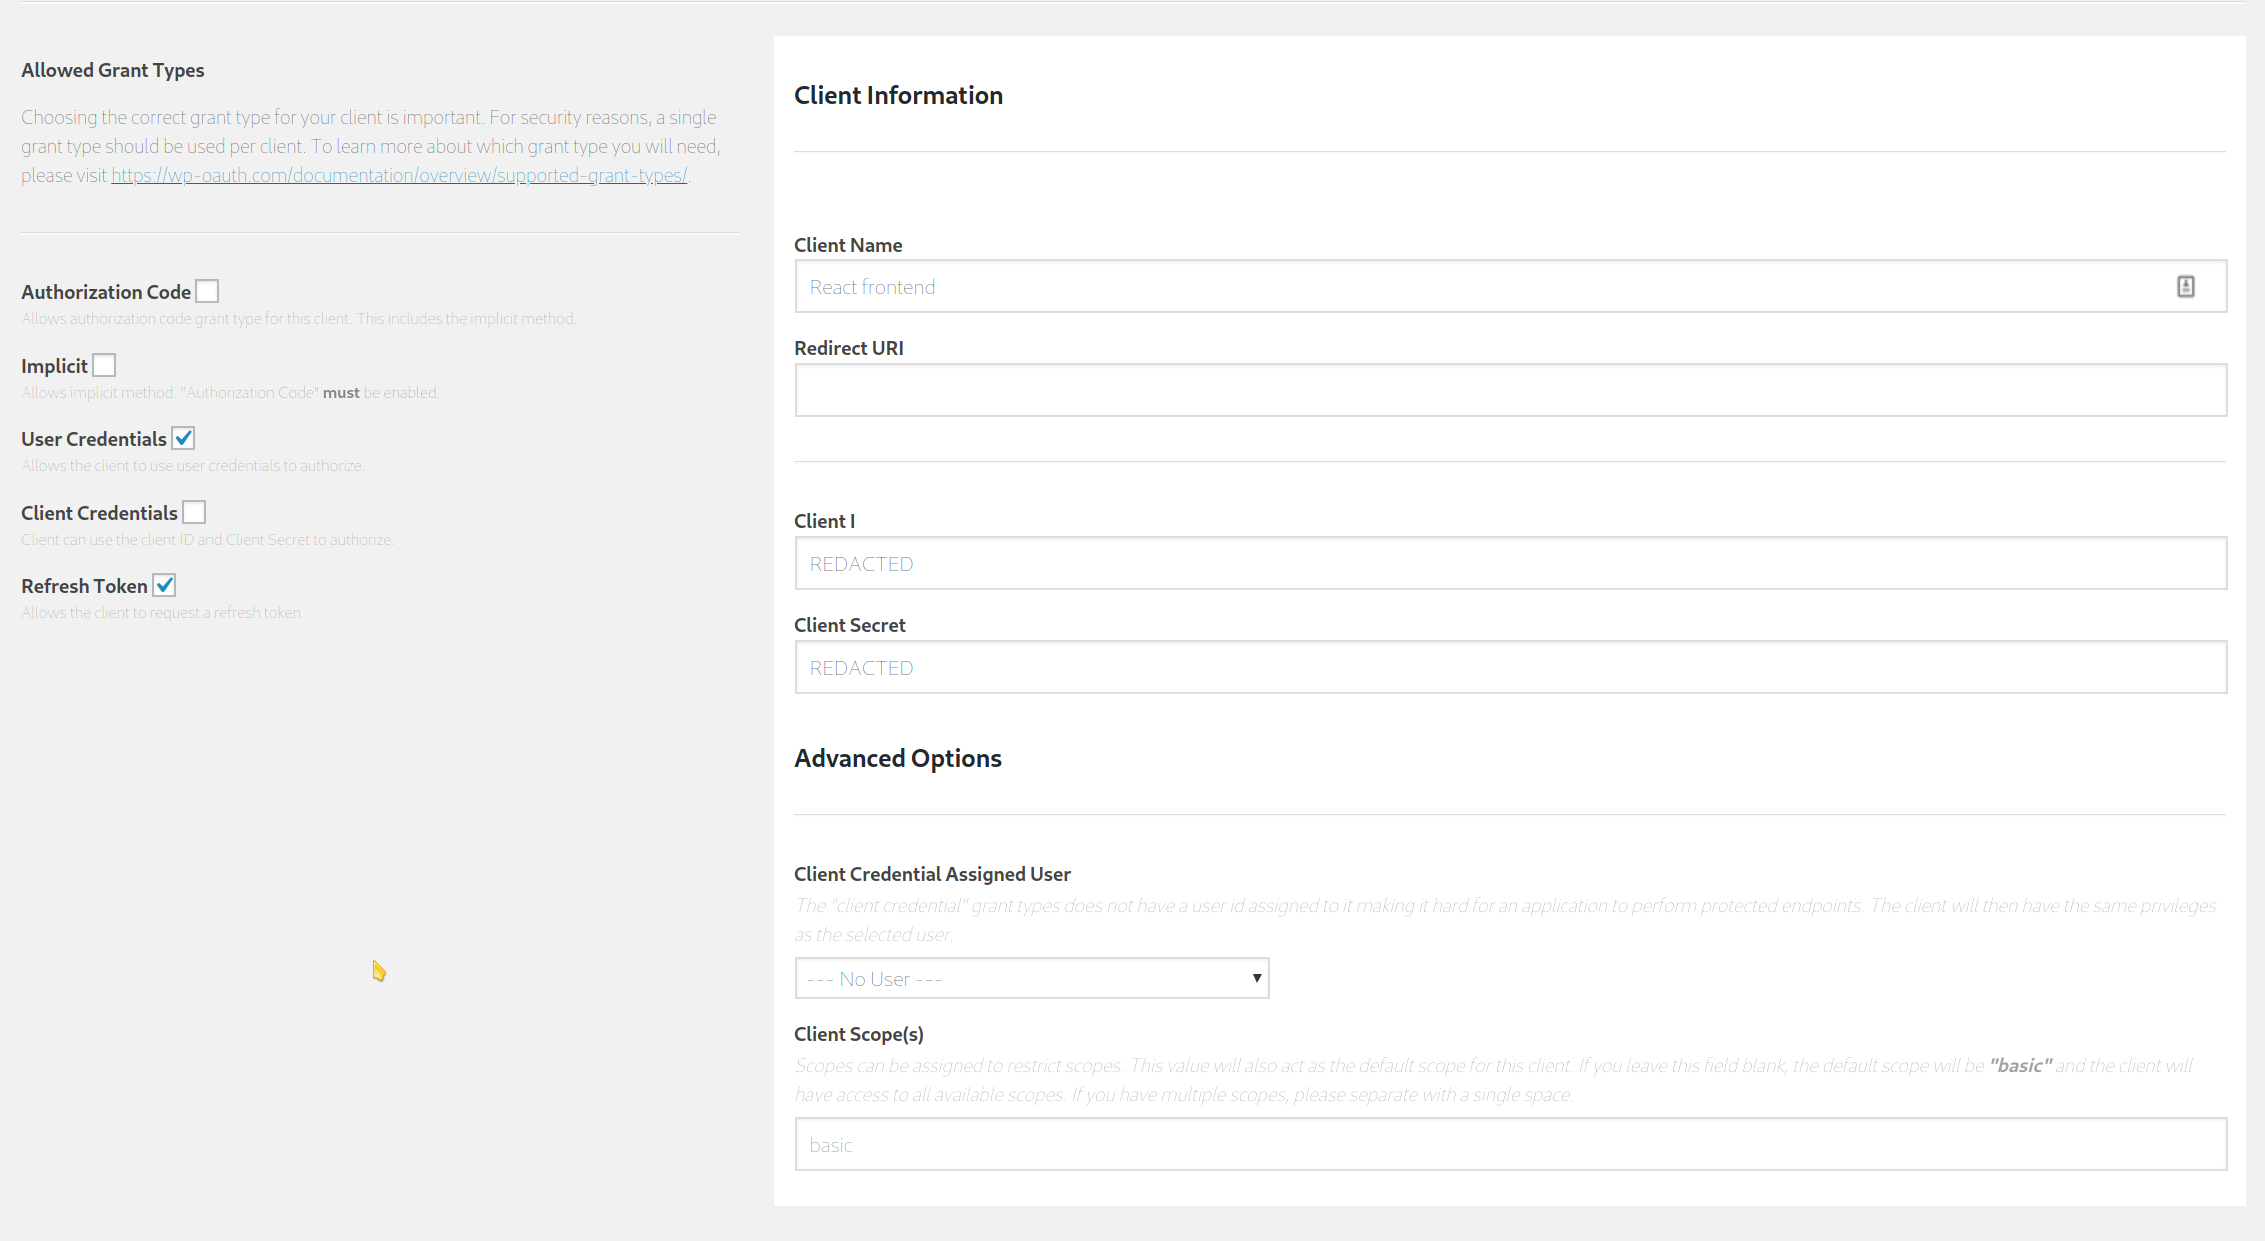 Allowed Grant Types
Choosing the correct grant type for your client is important. For security reasons, a single
grant type should be used per client. To learn more about which grant type you will need,
please visit https://wp-oauth.com/documentation/overview/supported-grant-types/.
Authorization Code
Allows authorization code grant type for this client. This includes the implicit method.
Implicit
Allows implicit method. "Authorization Code" must be enabled.
User Credentials
Allows the client to use user credentials to authorize.
Client Credentials
Client can use the client ID and Client Secret to authorize.
Refresh Token
Allows the client to request a refresh token.
Client Information
Client Name
React frontend
Redirect URI
Client I
REDACTED
Client Secret
REDACTED
Advanced Options
Client Credential Assigned User
The "client credential" grant types does not have a user id assigned to it making it hard for an application to perform protected endpoints. The client will then have the same privileges
as the selected user.
--- No User ---
Client Scope(s)
Scopes can be assigned to restrict scopes. This value will also act as the default scope for this client. If you leave this field blank, the default scope will be "basic" and the client will
have access to all available scopes. If you have multiple scopes, please separate with a single space.
basic